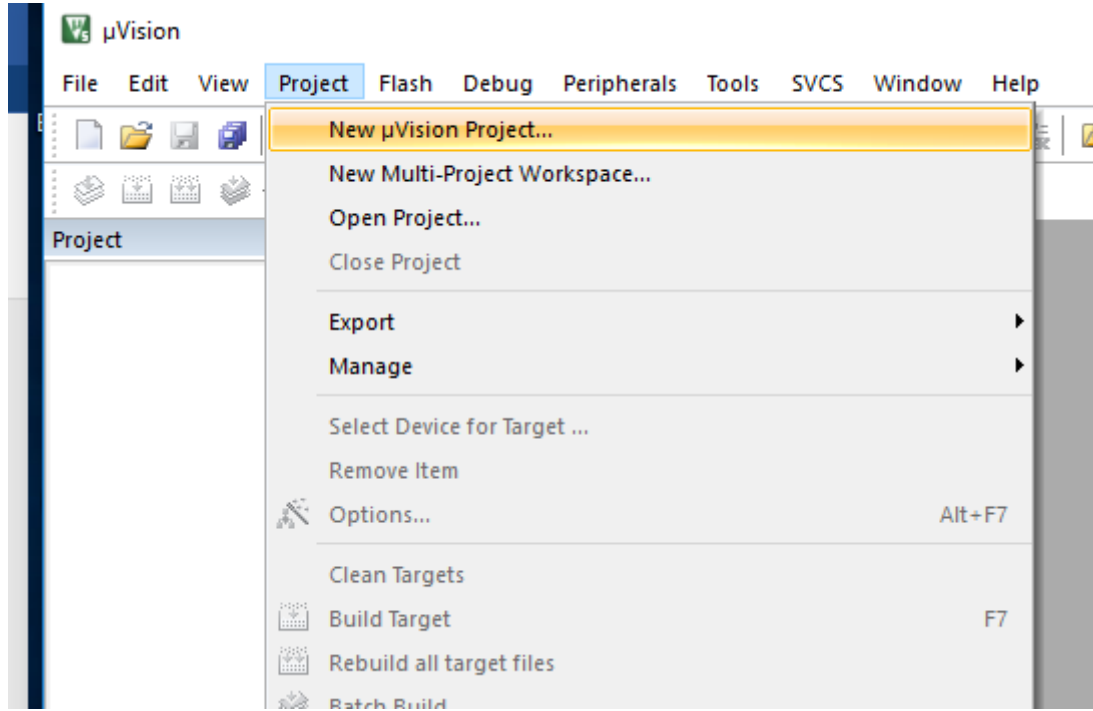 µVision
File Edit View Project Flash Debug Peripherals Tools SVCS Window Help
New µVision Project...
New Multi-Project Workspace...
Project
Open Project...
Close Project
Export
Manage
Select Device for Target ...
Remove Item
Options... Alt+F7
Clean Targets
Build Target F7
Rebuild all target files
Batch Build